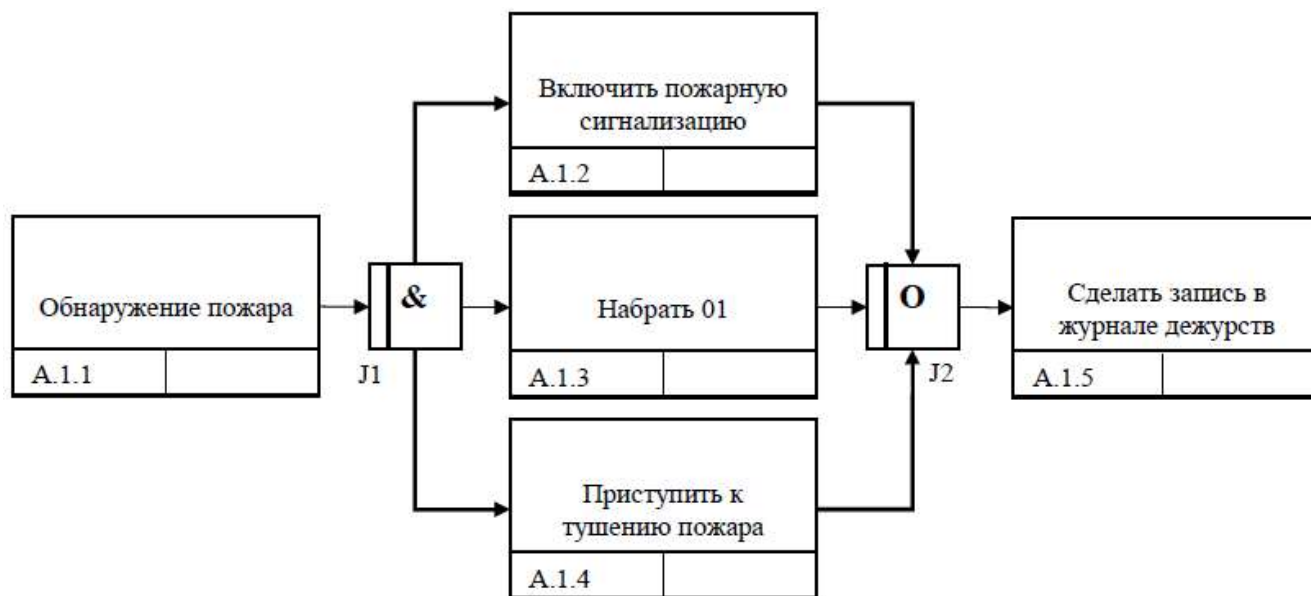 Включить пожарную
сигнализацию
А.1.2
Обнаружение пожара
А.1.1
&
J1
Набрать 01
А.1.3
О
J2
Сделать запись в
журнале дежурств
А.1.5
Приступить к
тушению пожара
А.1.4